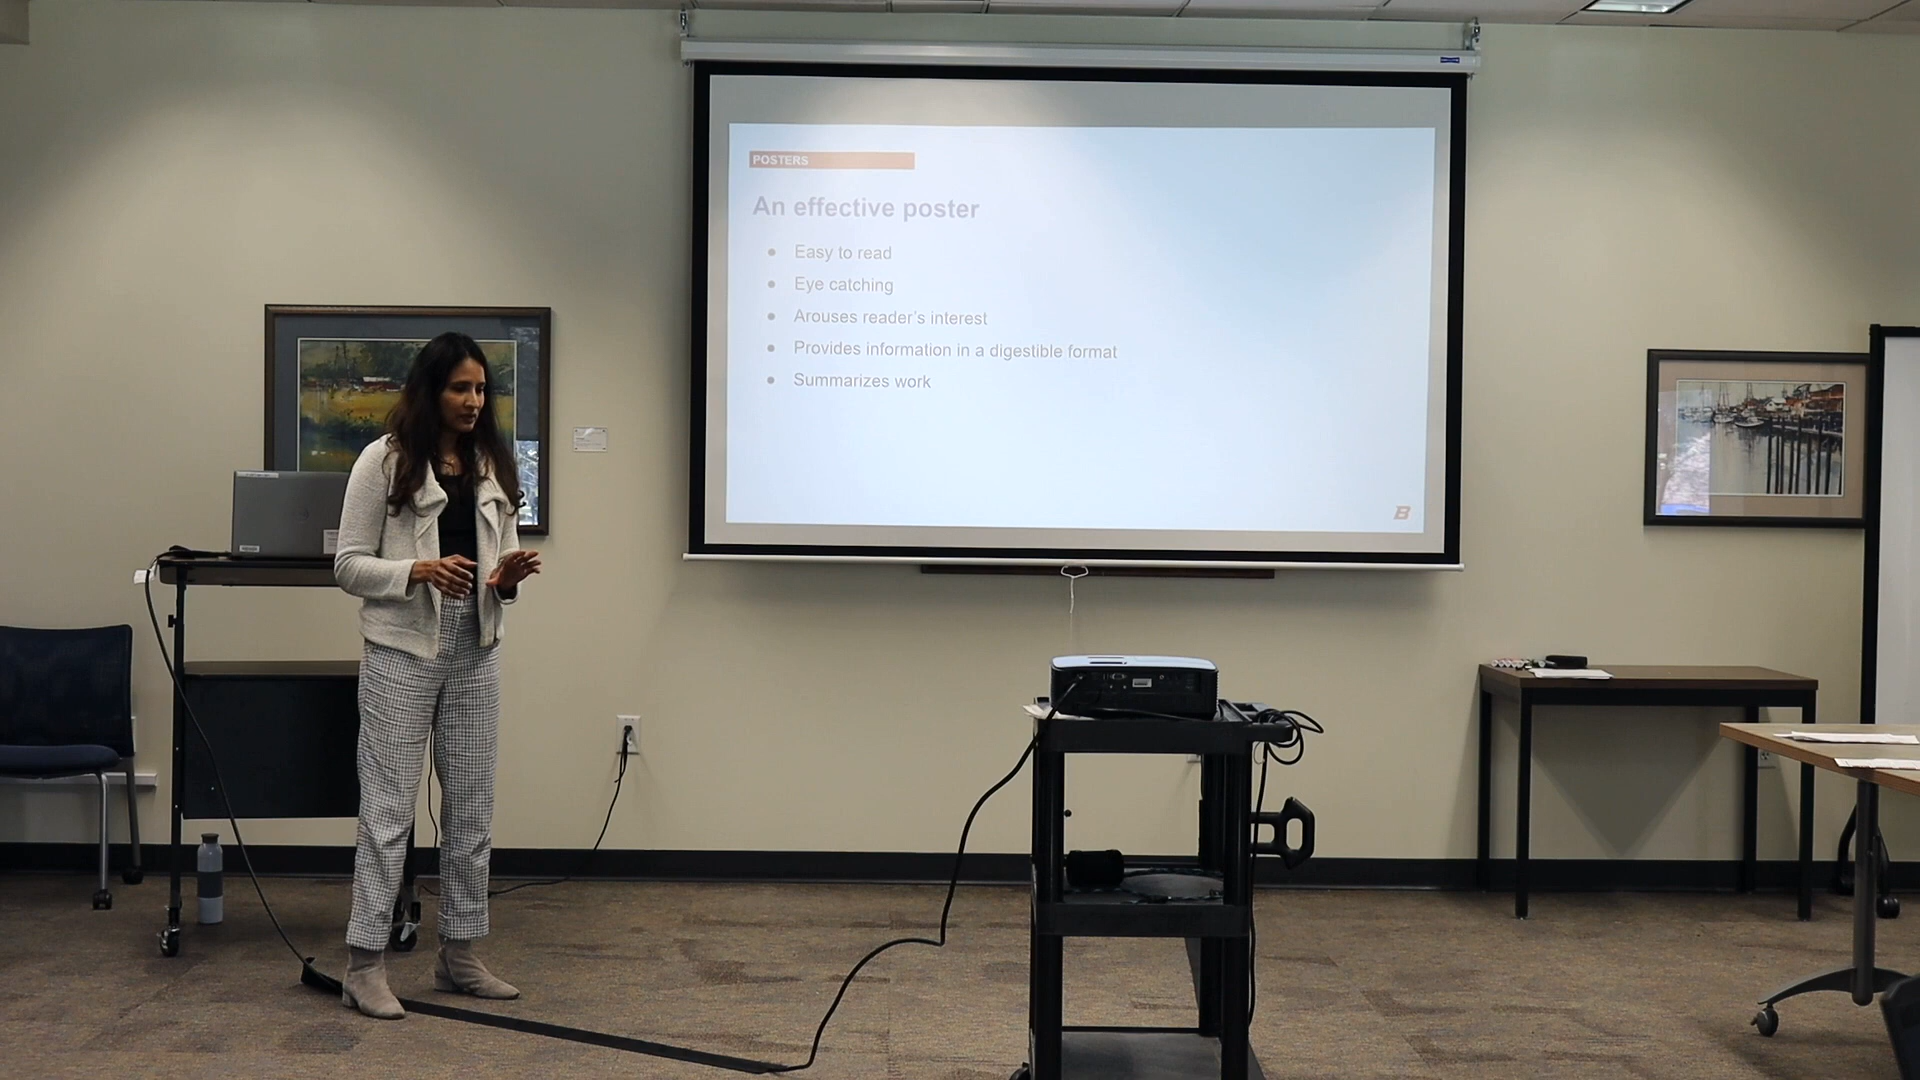 POSTERS
An effective poster
● Easy to read
● Eye catching
● Arouses reader's interest
● Provides information in a digestible format
● Summarizes work
B